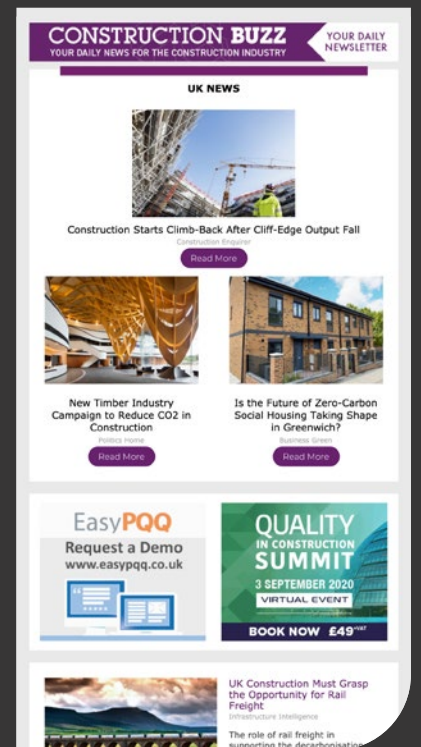 CONSTRUCTION BUZZ
YOUR DAILY NEWS FOR THE CONSTRUCTION INDUSTRY
YOUR DAILY
NEWSLETTER
UK NEWS
Construction Starts Climb-Back After Cliff-Edge Output Fall
Construction Enquirer
Read More
New Timber Industry
Campaign to Reduce CO2 in
Construction
Politics Home
Read More
Is the Future of Zero-Carbon
Social Housing Taking Shape
in Greenwich?
Business Green
Read More
EasyPQQ
Request a Demo
www.easypqq.co.uk
QUALITY
IN CONSTRUCTION
SUMMIT
3 SEPTEMBER 2020
VIRTUAL EVENT
BOOK NOW £49+VAT
UK Construction Must Grasp
the Opportunity for Rail
Freight
Infrastructure Intelligence
The role of rail freight in
supporting the decarbonisation